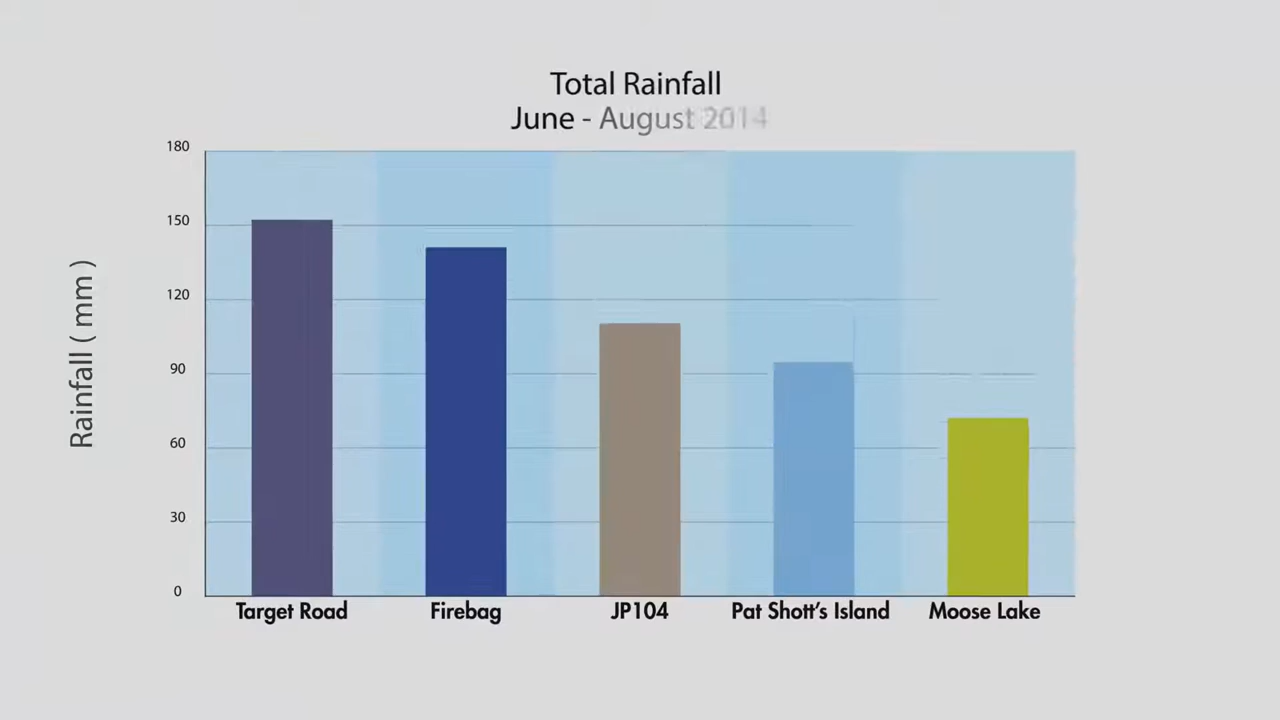 Total Rainfall
June - August 2014
180
150
120
90
60
30
0
Rainfall ( mm )
Target Road
Firebag
JP104
Pat Shott's Island
Moose Lake